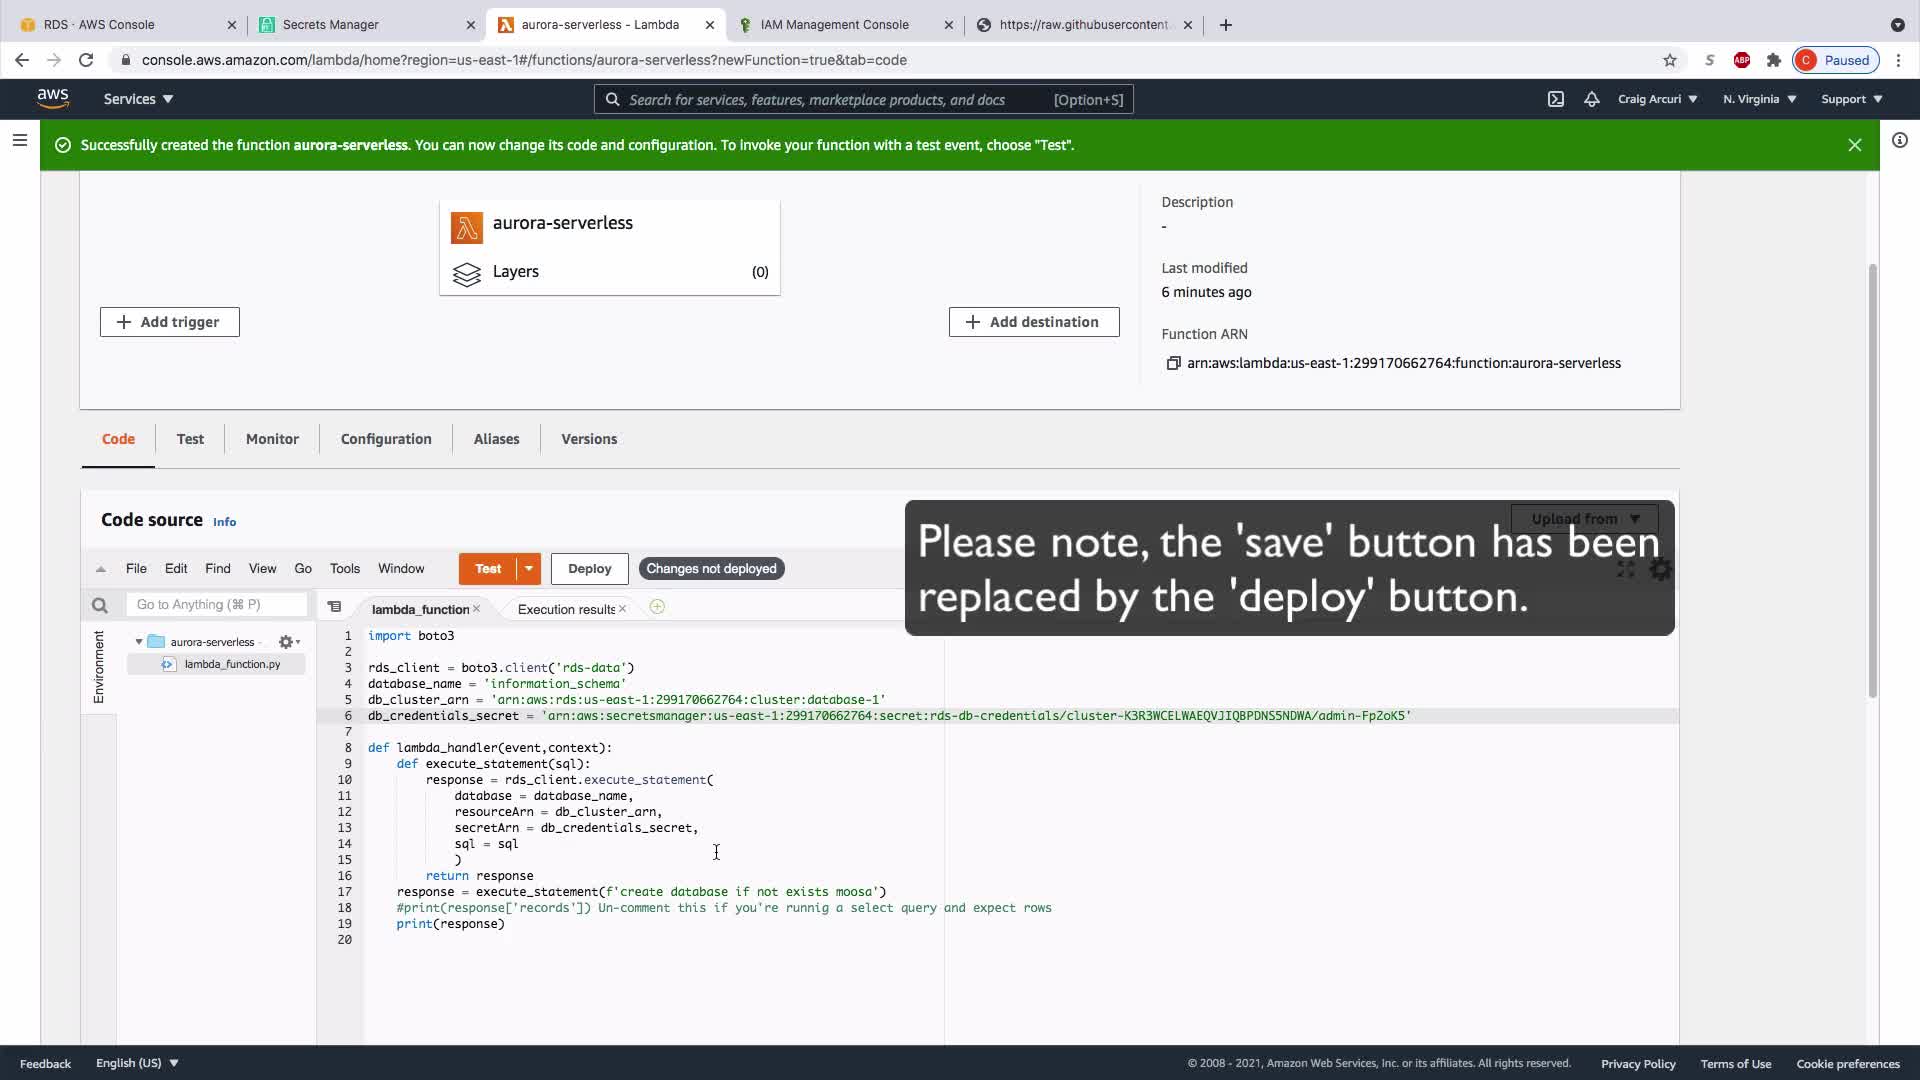 RDS · AWS Console
Secrets Manager
aurora-serverless - Lambda
IAM Management Console
https://raw.githubusercontent.
console.aws.amazon.com/lambda/home?region=us-east-1#/functions/aurora-serverless?newFunction=true&tab=code
S
ABP
C
Paused
aws
Services
Search for services, features, marketplace products, and docs
[Option+S]
Craig Arcuri
N. Virginia
Support
Successfully created the function aurora-serverless. You can now change its code and configuration. To invoke your function with a test event, choose "Test".
aurora-serverless
Layers
(0)
Add trigger
Add destination
Description
-
Last modified
6 minutes ago
Function ARN
arn:aws:lambda:us-east-1:299170662764:function:aurora-serverless
Code
Test
Monitor
Configuration
Aliases
Versions
Code source
Info
Upload from
Please note, the 'save' button has been
replaced by the 'deploy' button.
File
Edit
Find
View
Go
Tools
Window
Test
Deploy
Changes not deployed
Go to Anything (⌘ P)
lambda_function
Execution results
Environment
aurora-serverless -
lambda_function.py
1 import boto3
2
3 rds_client = boto3.client('rds-data')
4 database_name = 'information_schema'
5 db_cluster_arn = 'arn:aws:rds:us-east-1:299170662764:cluster:database-1'
6 db_credentials_secret = 'arn:aws:secretsmanager:us-east-1:299170662764:secret:rds-db-credentials/cluster-K3R3WCELWAEQVJIQBPDNS5NDWA/admin-FpZoK5'
7
8 def lambda_handler(event,context):
9 def execute_statement(sql):
10 response = rds_client.execute_statement(
11 database = database_name,
12 resourceArn = db_cluster_arn,
13 secretArn = db_credentials_secret,
14 sql = sql
15 )
16 return response
17 response = execute_statement(f'create database if not exists moosa')
18 #print(response['records']) Un-comment this if you're runnig a select query and expect rows
19 print(response)
20
Feedback
English (US)
© 2008 - 2021, Amazon Web Services, Inc. or its affiliates. All rights reserved.
Privacy Policy
Terms of Use
Cookie preferences